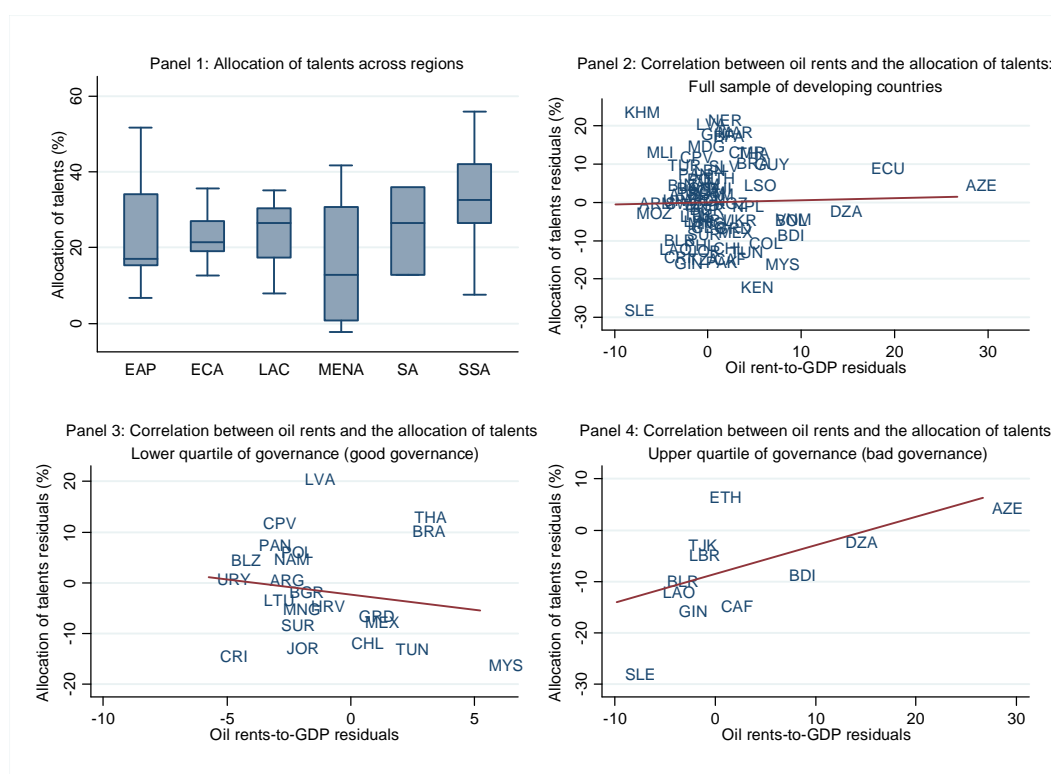 Panel 1: Allocation of talents across regions
Allocation of talents (%)
60
40
20
0
EAP ECA LAC MENA SA SSA
Panel 2: Correlation between oil rents and the allocation of talents:
Full sample of developing countries
Allocation of talents residuals (%)
20
10
0
-10
-20
-30
KHM
NER
MDG
MLI
CPV
TUR
SLV
GUY
ECU
AZE
LSO
MOZ
NPL
DZA
BDI
COL
TUN
MYS
KEN
SLE
-10 0 10 20 30
Oil rent-to-GDP residuals
Panel 3: Correlation between oil rents and the allocation of talents
Lower quartile of governance (good governance)
Allocation of talents residuals (%)
20
10
0
-10
-20
LVA
CPV
THA
BRA
PAN
POL
BLZ
NAM
URY
ARG
BGR
LTU
MNG
HRV
SUR
GRD
MEX
CHL
JOR
TUN
CRI
MYS
-10 -5 0 5
Oil rents-to-GDP residuals
Panel 4: Correlation between oil rents and the allocation of talents
Upper quartile of governance (bad governance)
Allocation of talents residuals (%)
10
0
-10
-20
-30
ETH
AZE
TJK
LBR
DZA
BLR
BDI
LAO
GIN
CAF
SLE
-10 0 10 20 30
Oil rents-to-GDP residuals